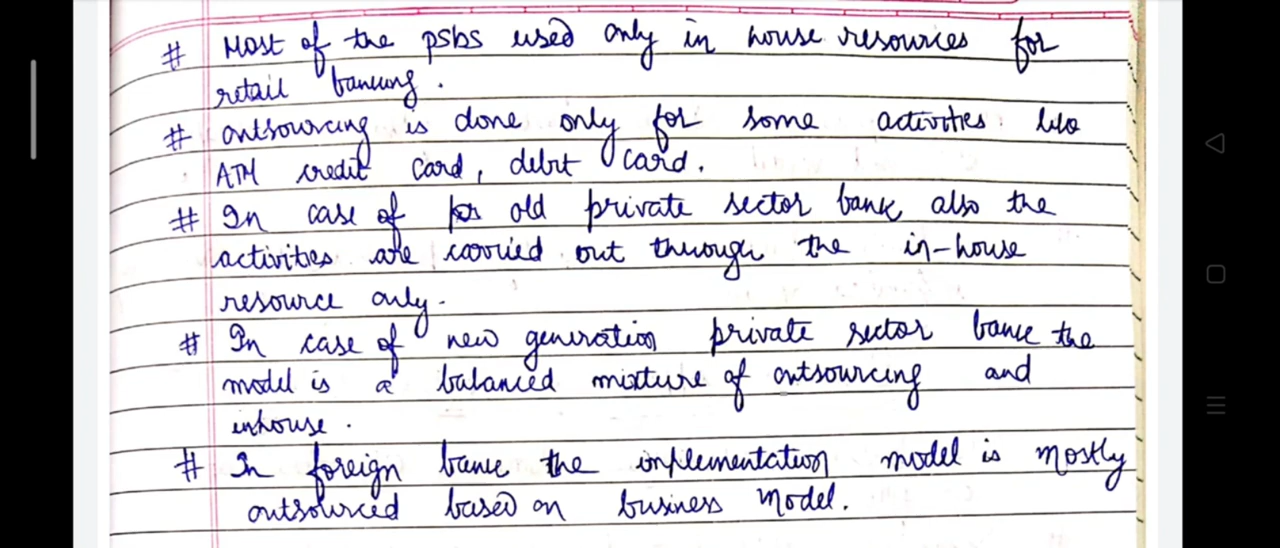 # Most of the psbs used only in house resources for
retail banking.
# outsourcing is done only for some activities like
ATM credit card, debit card.
# In case of old private sector bank also the
activities are carried out through the in-house
resource only.
# In case of new generation private sector bank the
model is a balanced mixture of outsourcing and
inhouse.
# In foreign bank the implementation model is mostly
outsourced based on business model.